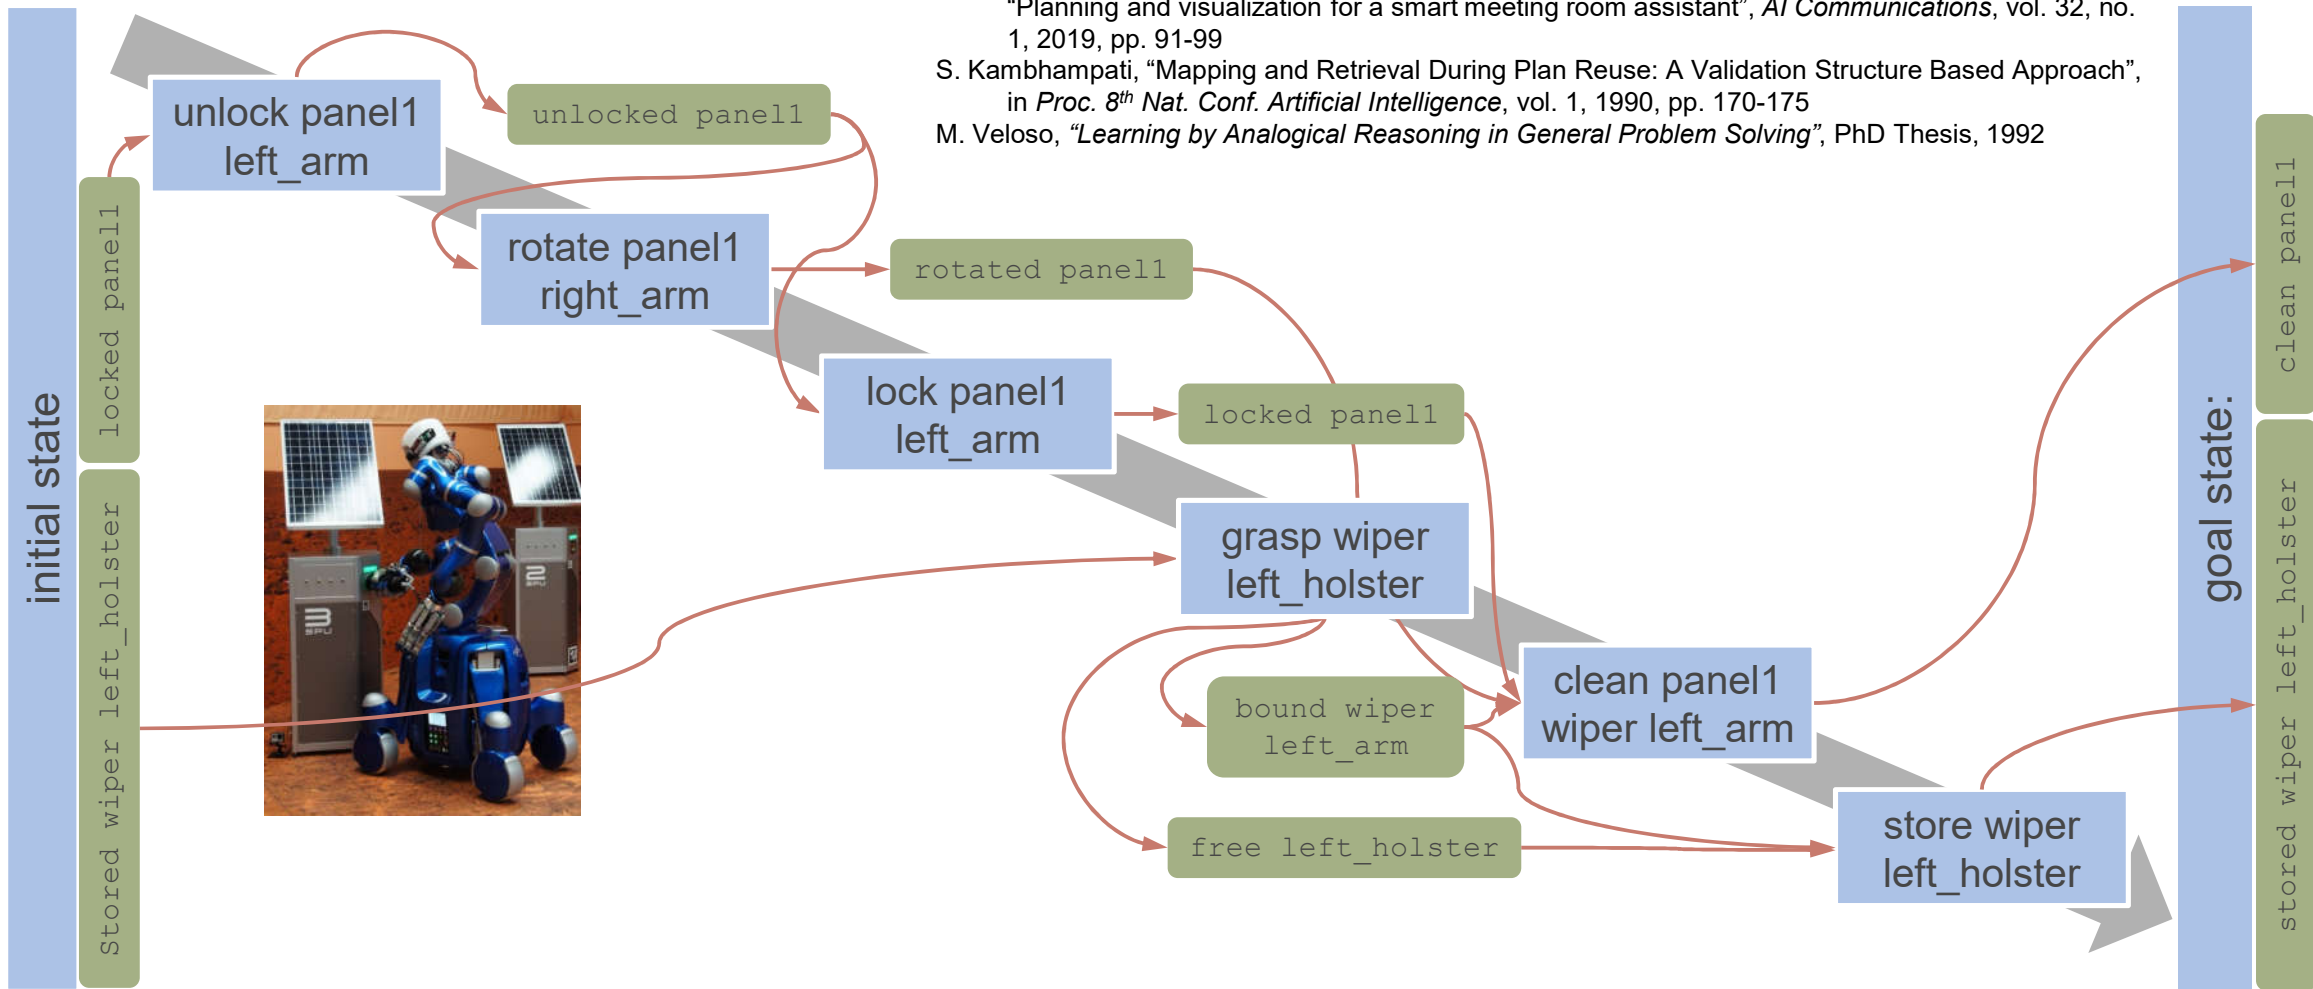 “Planning and visualization for a smart meeting room assistant”, AI Communications, vol. 32, no.
1, 2019, pp. 91-99
S. Kambhampati, “Mapping and Retrieval During Plan Reuse: A Validation Structure Based Approach”,
in Proc. 8th Nat. Conf. Artificial Intelligence, vol. 1, 1990, pp. 170-175
M. Veloso, “Learning by Analogical Reasoning in General Problem Solving”, PhD Thesis, 1992
initial state
locked panel1
Stored wiper left_holster
unlock panel1
left_arm
unlocked panel1
rotate panel1
right_arm
rotated panel1
lock panel1
left_arm
locked panel1
grasp wiper
left_holster
bound wiper
left_arm
free left_holster
clean panel1
wiper left_arm
store wiper
left_holster
goal state:
clean panel1
stored wiper left_holster
3
SPU
2